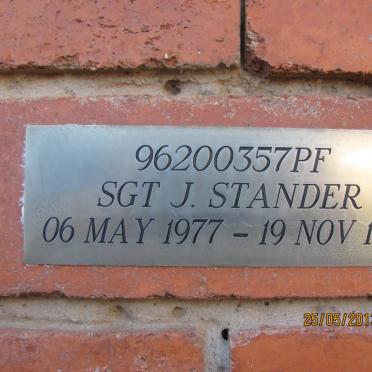 96200357PF
SGT J. STANDER
06 MAY 1977 - 19 NOV 1
25/05/201